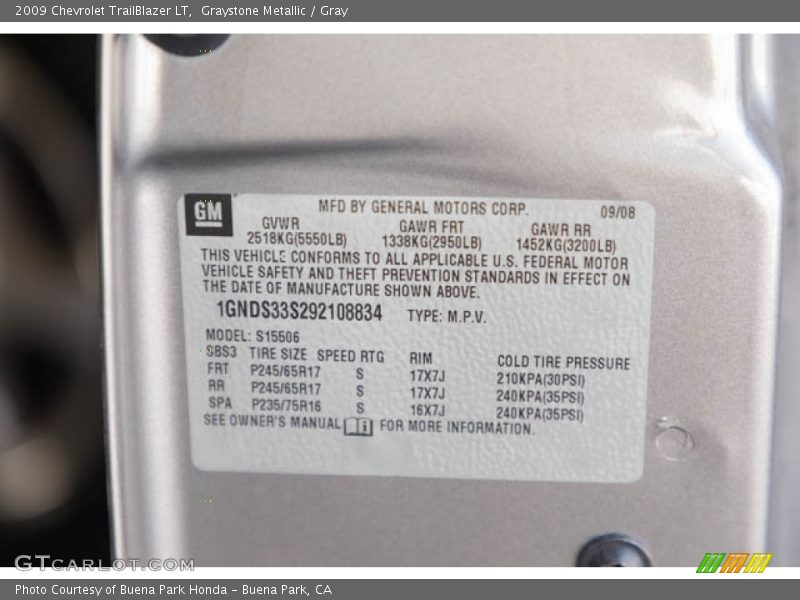 2009 Chevrolet TrailBlazer LT, Graystone Metallic / Gray
GM
MFD BY GENERAL MOTORS CORP. 09/08
GVWR GAWR FRT GAWR RR
2518KG(5550LB) 1338KG(2950LB) 1452KG(3200LB)
THIS VEHICLE CONFORMS TO ALL APPLICABLE U.S. FEDERAL MOTOR
VEHICLE SAFETY AND THEFT PREVENTION STANDARDS IN EFFECT ON
THE DATE OF MANUFACTURE SHOWN ABOVE.
1GNDS33S292108834 TYPE: M.P.V.
MODEL: S15506
SBS3 TIRE SIZE SPEED RTG RIM COLD TIRE PRESSURE
FRT P245/65R17 S 17X7J 210KPA(30PSI)
RR P245/65R17 S 17X7J 240KPA(35PSI)
SPA P235/75R16 S 16X7J 240KPA(35PSI)
SEE OWNER'S MANUAL FOR MORE INFORMATION.
GTCARLOT.COM
Photo Courtesy of Buena Park Honda - Buena Park, CA